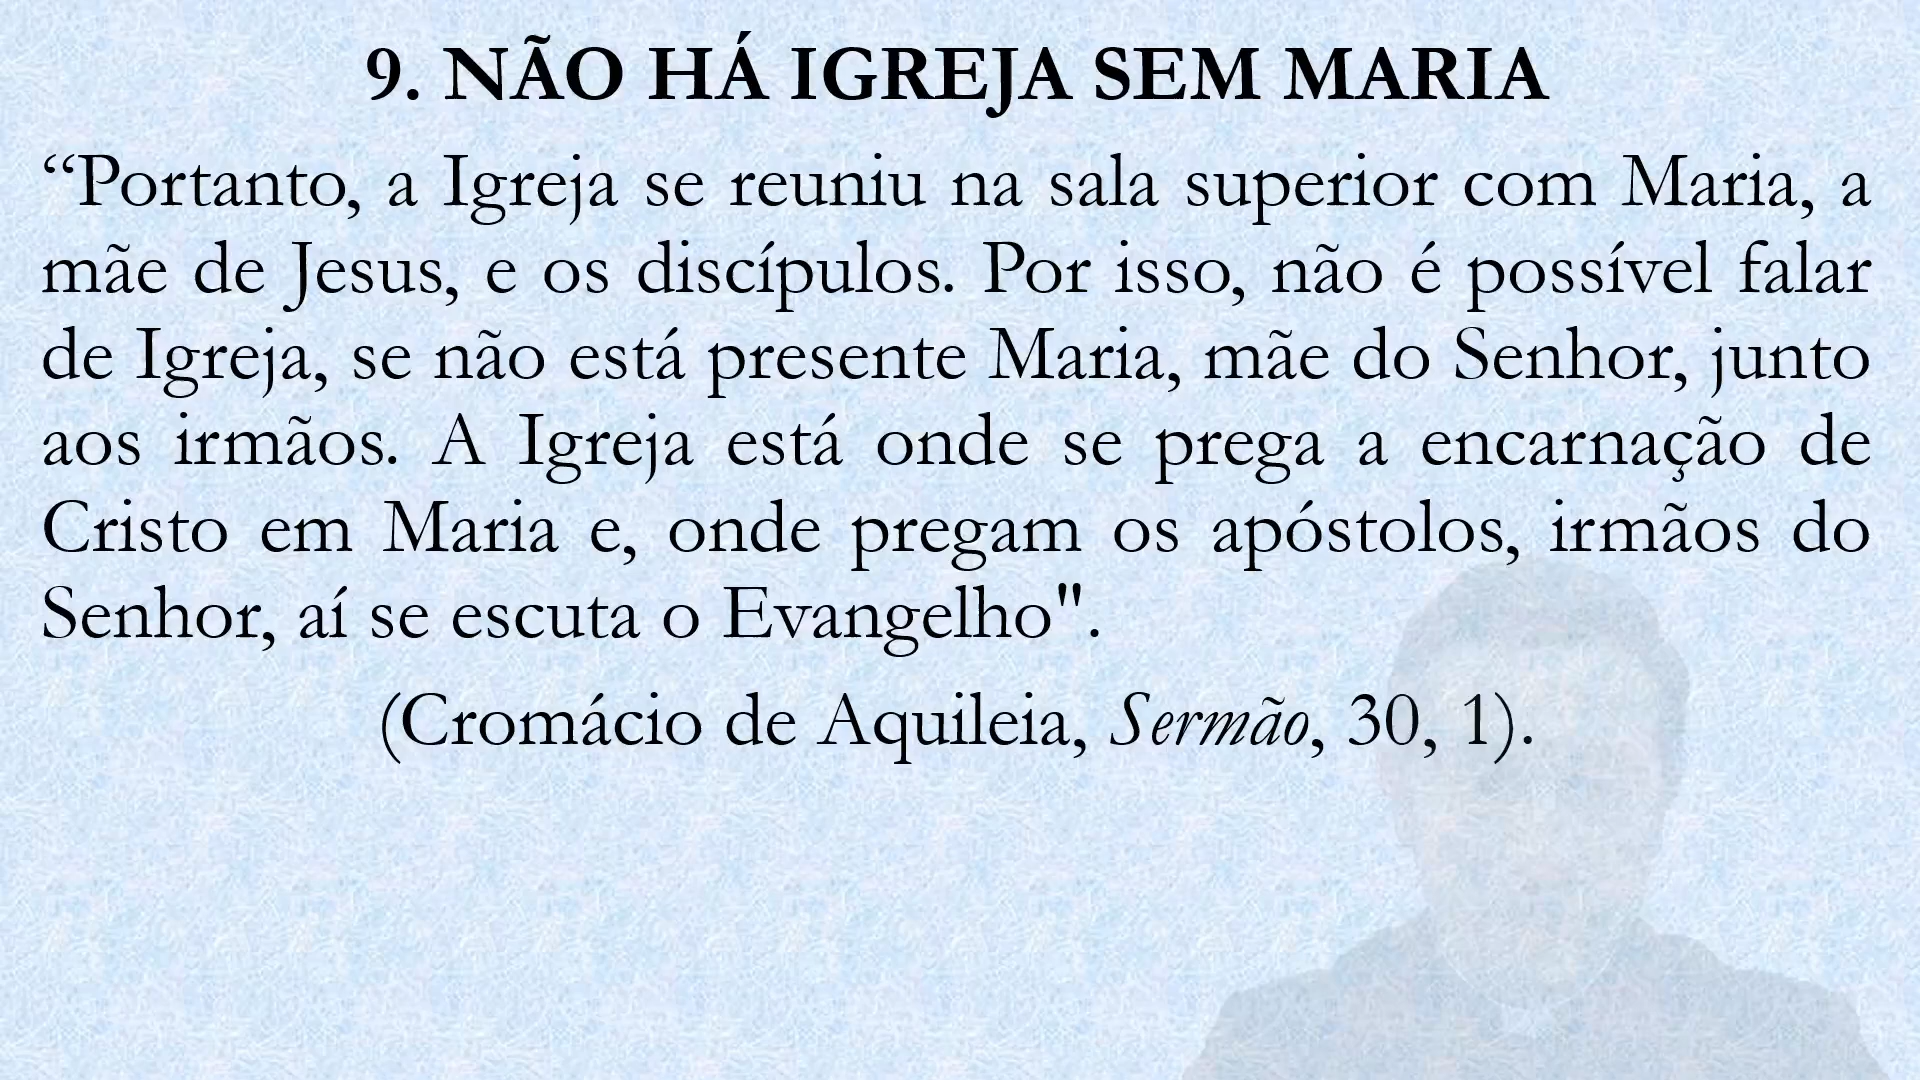 9. NÃO HÁ IGREJA SEM MARIA
“Portanto, a Igreja se reuniu na sala superior com Maria, a
mãe de Jesus, e os discípulos. Por isso, não é possível falar
de Igreja, se não está presente Maria, mãe do Senhor, junto
aos irmãos. A Igreja está onde se prega a encarnação de
Cristo em Maria e, onde pregam os apóstolos, irmãos do
Senhor, aí se escuta o Evangelho".
(Cromácio de Aquileia, Sermão, 30, 1).